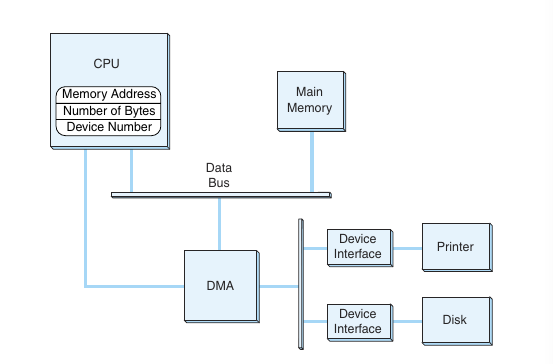 CPU
Memory Address
Number of Bytes
Device Number
Main
Memory
Data
Bus
DMA
Device
Interface
Printer
Device
Interface
Disk